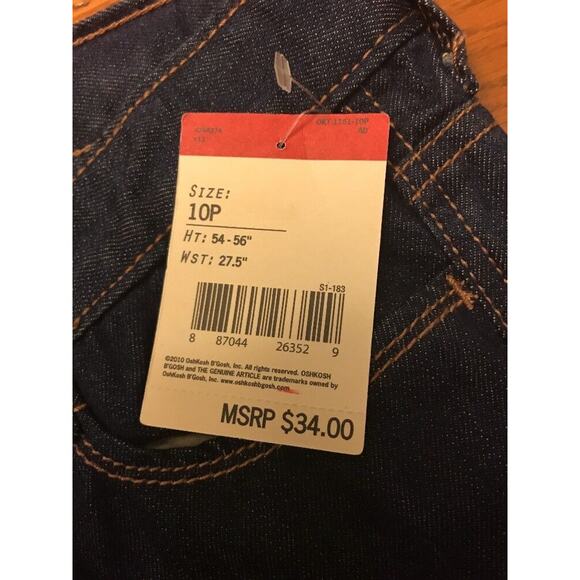 SIZE:
10P
HT: 54-56"
WST: 27.5"
S1-183
8 87044 26352 9
©2010 OshKosh B'Gosh, Inc. All rights reserved. OSHKOSH
B'GOSH and THE GENUINE ARTICLE are trademarks owned by
OshKosh B'Gosh, Inc. www.oshkoshbgosh.com
MSRP $34.00